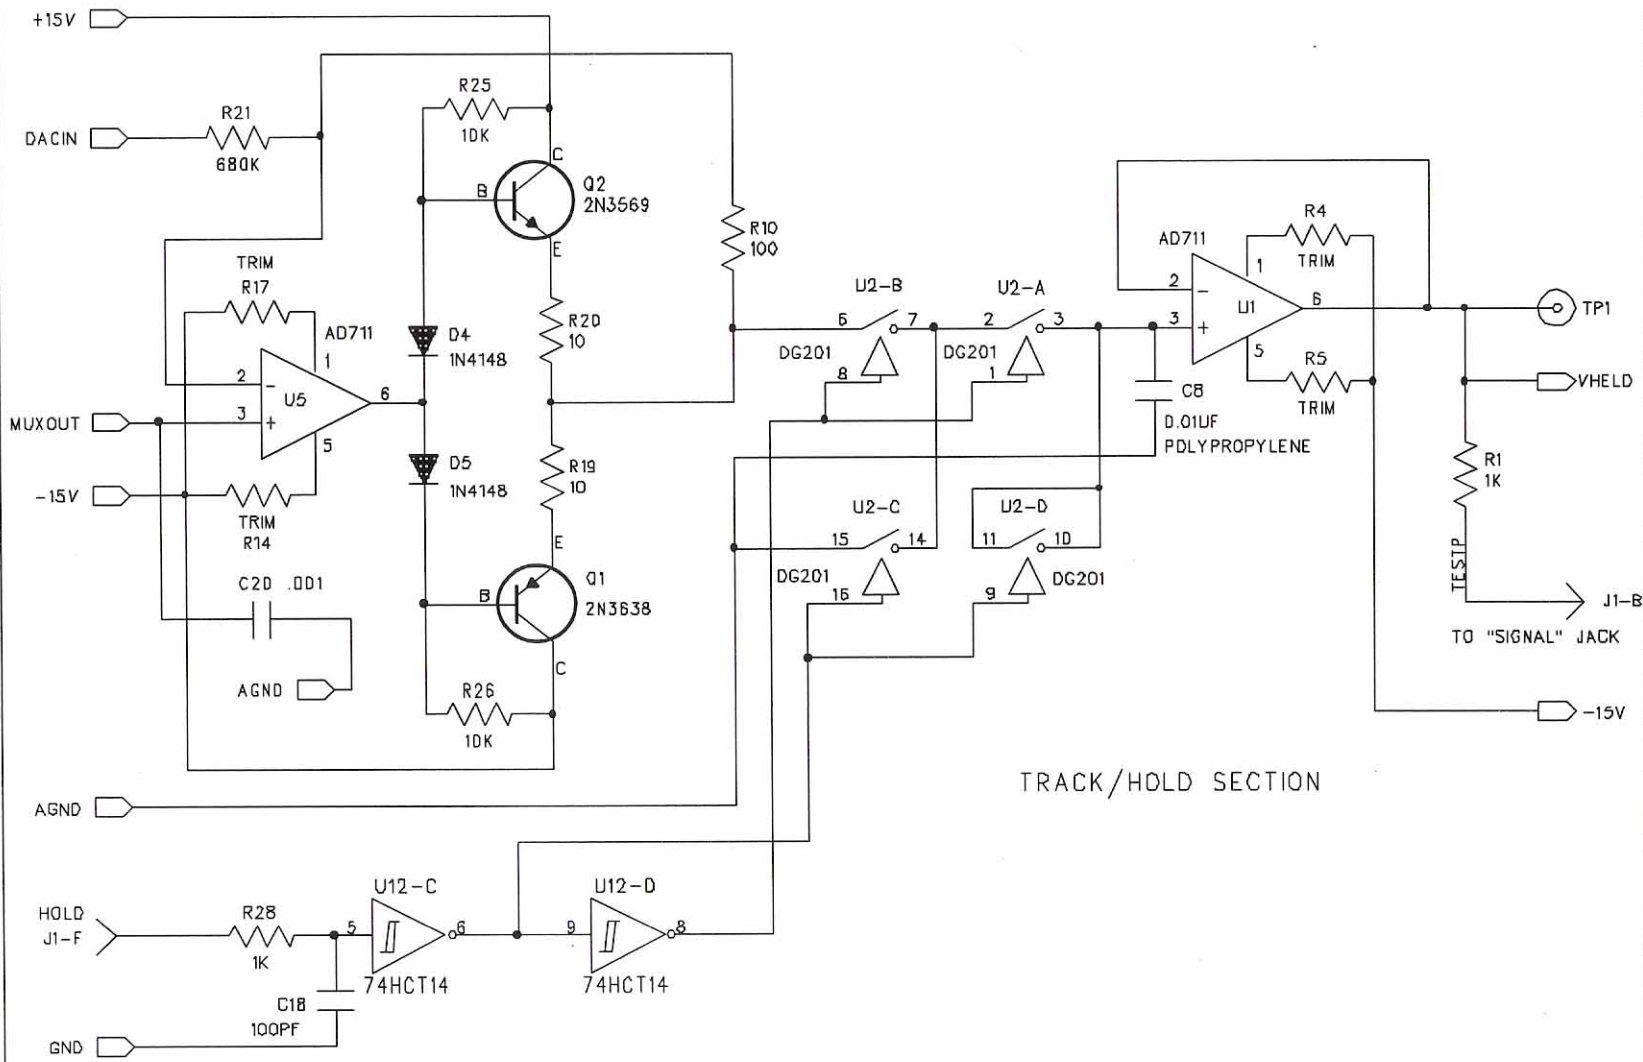 +15V
R25
10K
R21
DACIN
680K
C
B
Q2
2N3569
E
R10
100
TRIM
R17
AD711
1
2
-
U5
6
MUXOUT
3
+
5
-15V
TRIM
R14
D4
1N4148
R20
10
D5
1N4148
R19
10
C20 .001
AGND
E
B
Q1
2N3638
C
R26
10K
AGND
U2-B
6
7
DG201
8
U2-A
2
3
DG201
1
AD711
R4
TRIM
1
2
-
U1
6
TP1
3
+
5
R5
TRIM
VHELD
C8
0.01UF
POLYPROPYLENE
R1
1K
U2-C
15
14
DG201
16
U2-D
11
10
DG201
9
TESTP
J1-B
TO "SIGNAL" JACK
-15V
TRACK/HOLD SECTION
HOLD
J1-F
R28
1K
C18
100PF
GND
U12-C
5
6
74HCT14
U12-D
9
8
74HCT14